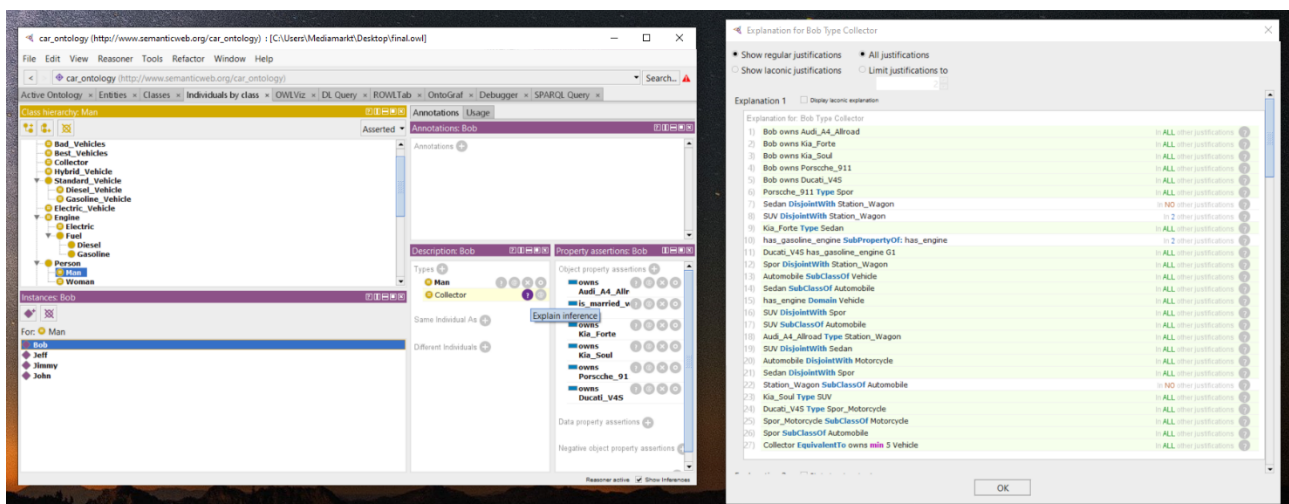 car_ontology (http://www.semanticweb.org/car_ontology) : [C:\Users\Mediamarkt\Desktop\final.owl]
File Edit View Reasoner Tools Refactor Window Help
< car_ontology (http://www.semanticweb.org/car_ontology) Search...
Active Ontology × Entities × Classes × Individuals by class × OWLViz × DL Query × ROWLTab × OntoGraf × Debugger × SPARQL Query ×
Class hierarchy: Man
Asserted
Bad_Vehicles
Best_Vehicles
Collector
Hybrid_Vehicle
Standard_Vehicle
Diesel_Vehicle
Gasoline_Vehicle
Electric_Vehicle
Engine
Electric
Fuel
Diesel
Gasoline
Person
Man
Woman
Instances: Bob
For: Man
Bob
Jeff
Jimmy
John
Annotations Usage
Annotations: Bob
Annotations
Description: Bob
Types
Man
Collector
Explain inference
Same Individual As
Different Individuals
Property assertions: Bob
Object property assertions
owns
Audi_A4_Allr
is_married_w
owns
Kia_Forte
owns
Kia_Soul
owns
Porscche_91
owns
Ducati_V4S
Data property assertions
Negative object property assertions
Reasoner active Show Inferences
Explanation for Bob Type Collector
Show regular justifications All justifications
Show laconic justifications Limit justifications to
2
Explanation 1 Display laconic explanation
Explanation for: Bob Type Collector
1) Bob owns Audi_A4_Allroad In ALL other justifications
2) Bob owns Kia_Forte In ALL other justifications
3) Bob owns Kia_Soul In ALL other justifications
4) Bob owns Porscche_911 In ALL other justifications
5) Bob owns Ducati_V4S In ALL other justifications
6) Porscche_911 Type Spor In ALL other justifications
7) Sedan DisjointWith Station_Wagon In NO other justifications
8) SUV DisjointWith Station_Wagon In 2 other justifications
9) Kia_Forte Type Sedan In ALL other justifications
10) has_gasoline_engine SubPropertyOf: has_engine In 2 other justifications
11) Ducati_V4S has_gasoline_engine G1 In ALL other justifications
12) Spor DisjointWith Station_Wagon In ALL other justifications
13) Automobile SubClassOf Vehicle In ALL other justifications
14) Sedan SubClassOf Automobile In ALL other justifications
15) has_engine Domain Vehicle In ALL other justifications
16) SUV DisjointWith Spor In ALL other justifications
17) SUV SubClassOf Automobile In ALL other justifications
18) Audi_A4_Allroad Type Station_Wagon In ALL other justifications
19) SUV DisjointWith Sedan In ALL other justifications
20) Automobile DisjointWith Motorcycle In ALL other justifications
21) Sedan DisjointWith Spor In ALL other justifications
22) Station_Wagon SubClassOf Automobile In NO other justifications
23) Kia_Soul Type SUV In ALL other justifications
24) Ducati_V4S Type Spor_Motorcycle In ALL other justifications
25) Spor_Motorcycle SubClassOf Motorcycle In ALL other justifications
26) Spor SubClassOf Automobile In ALL other justifications
27) Collector EquivalentTo owns min 5 Vehicle In ALL other justifications
OK